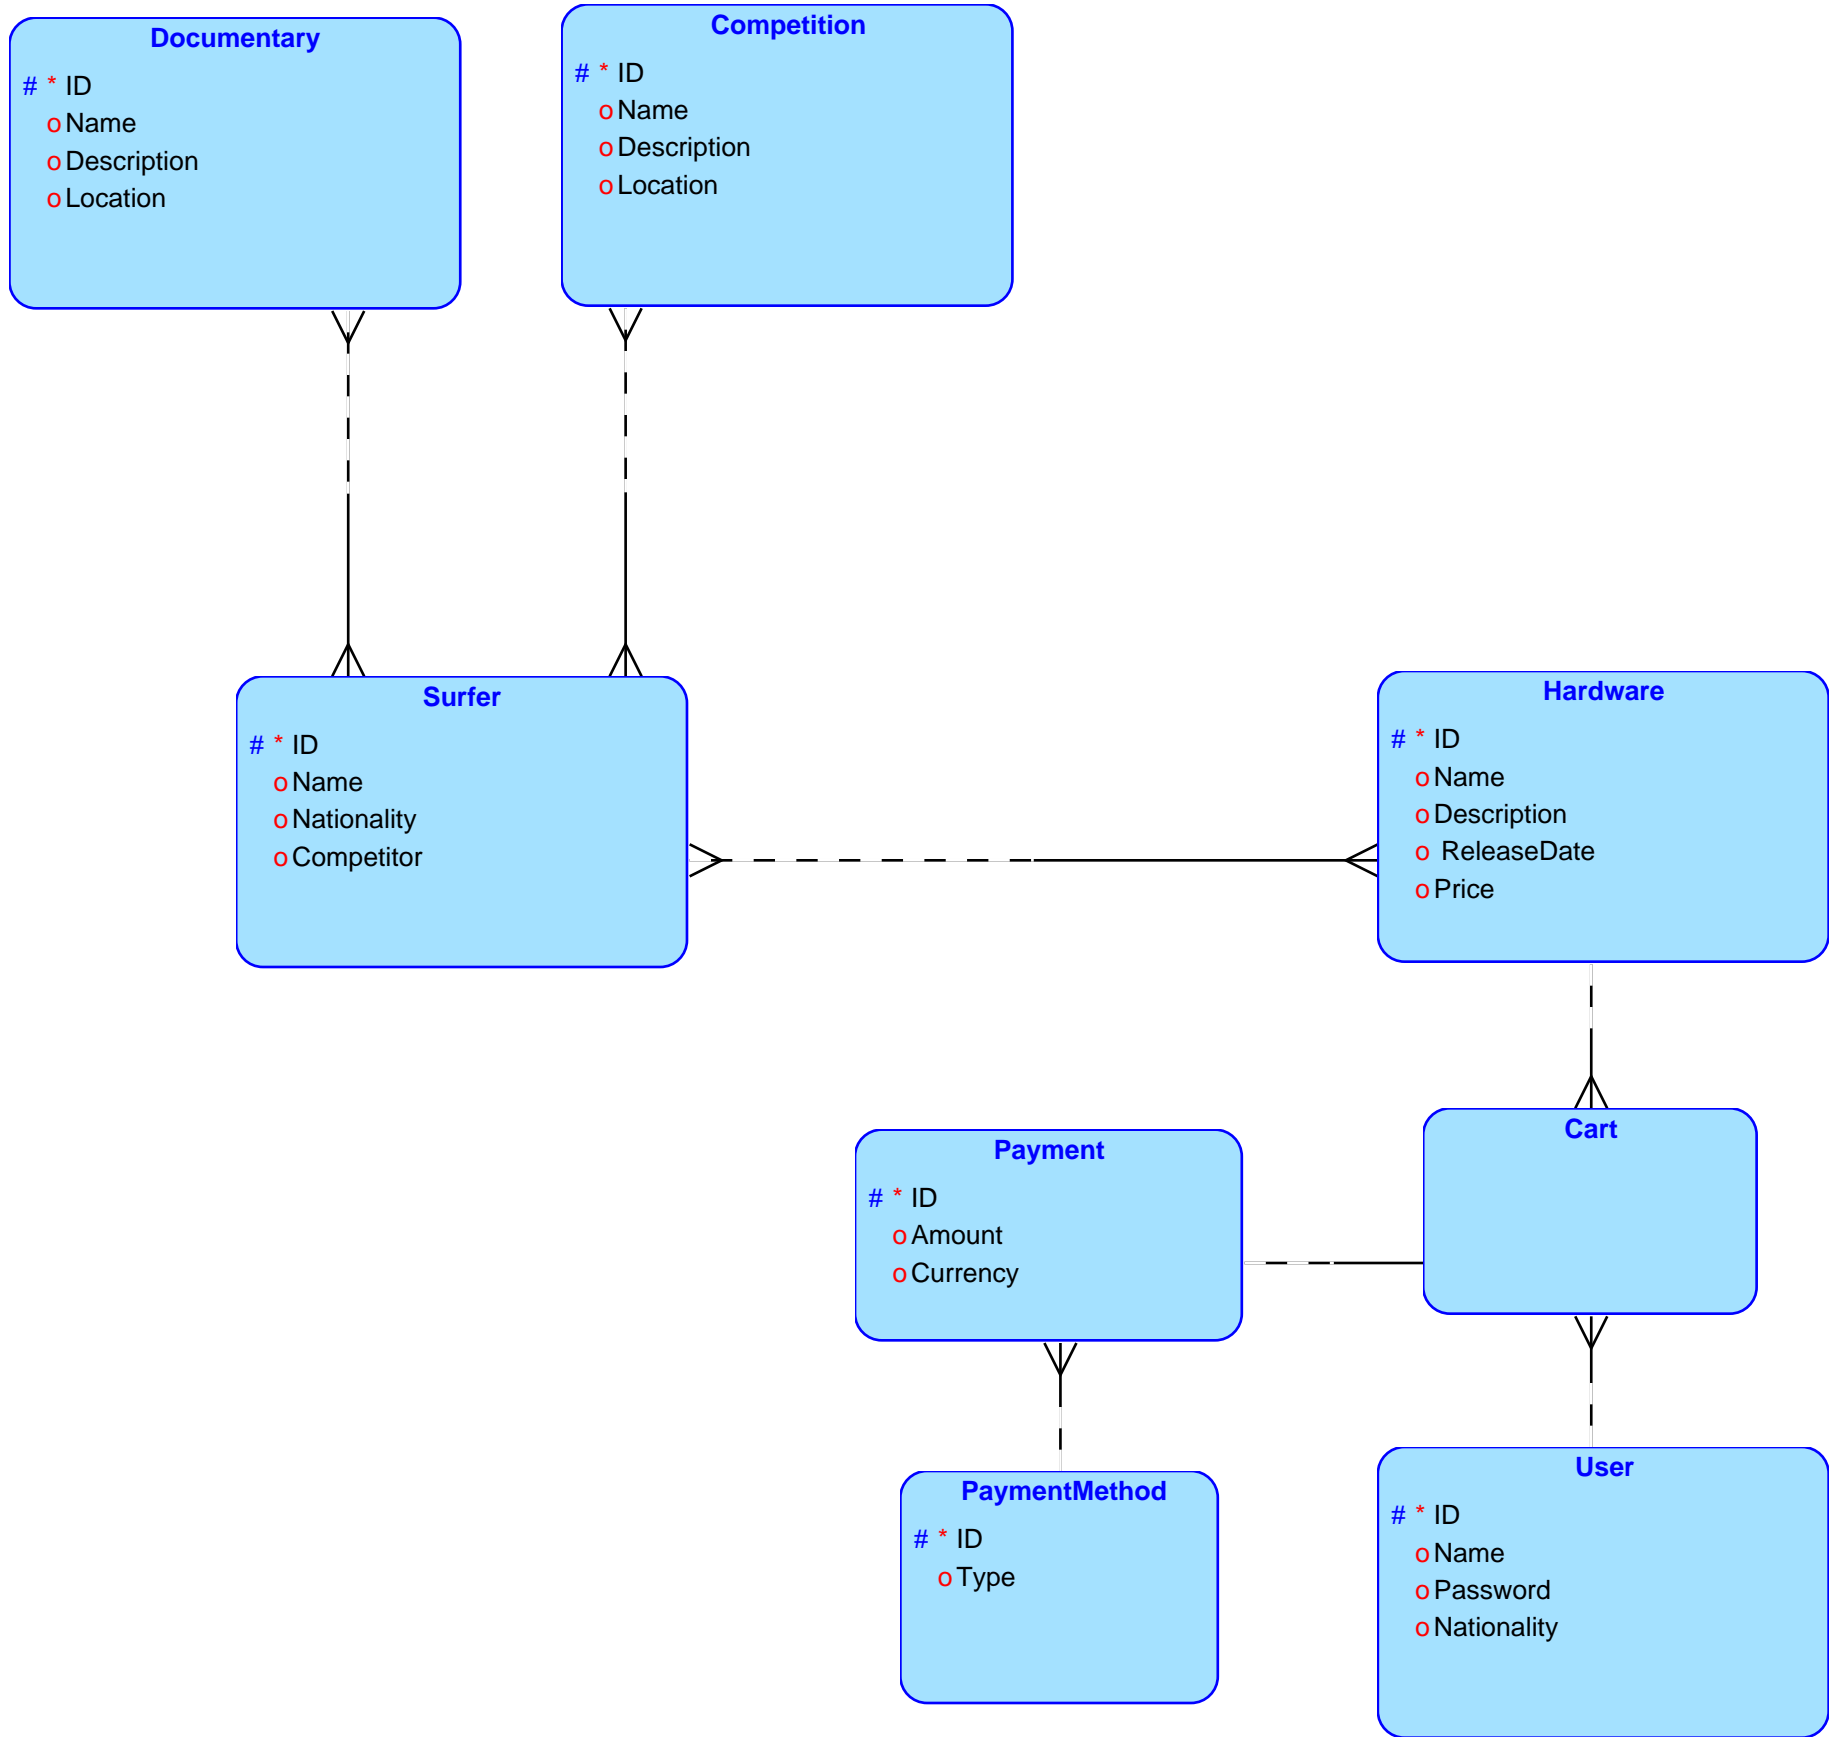 Documentary
# * ID
o Name
o Description
o Location
Competition
# * ID
o Name
o Description
o Location
Surfer
# * ID
o Name
o Nationality
o Competitor
Hardware
# * ID
o Name
o Description
o ReleaseDate
o Price
Payment
# * ID
o Amount
o Currency
Cart
PaymentMethod
# * ID
o Type
User
# * ID
o Name
o Password
o Nationality